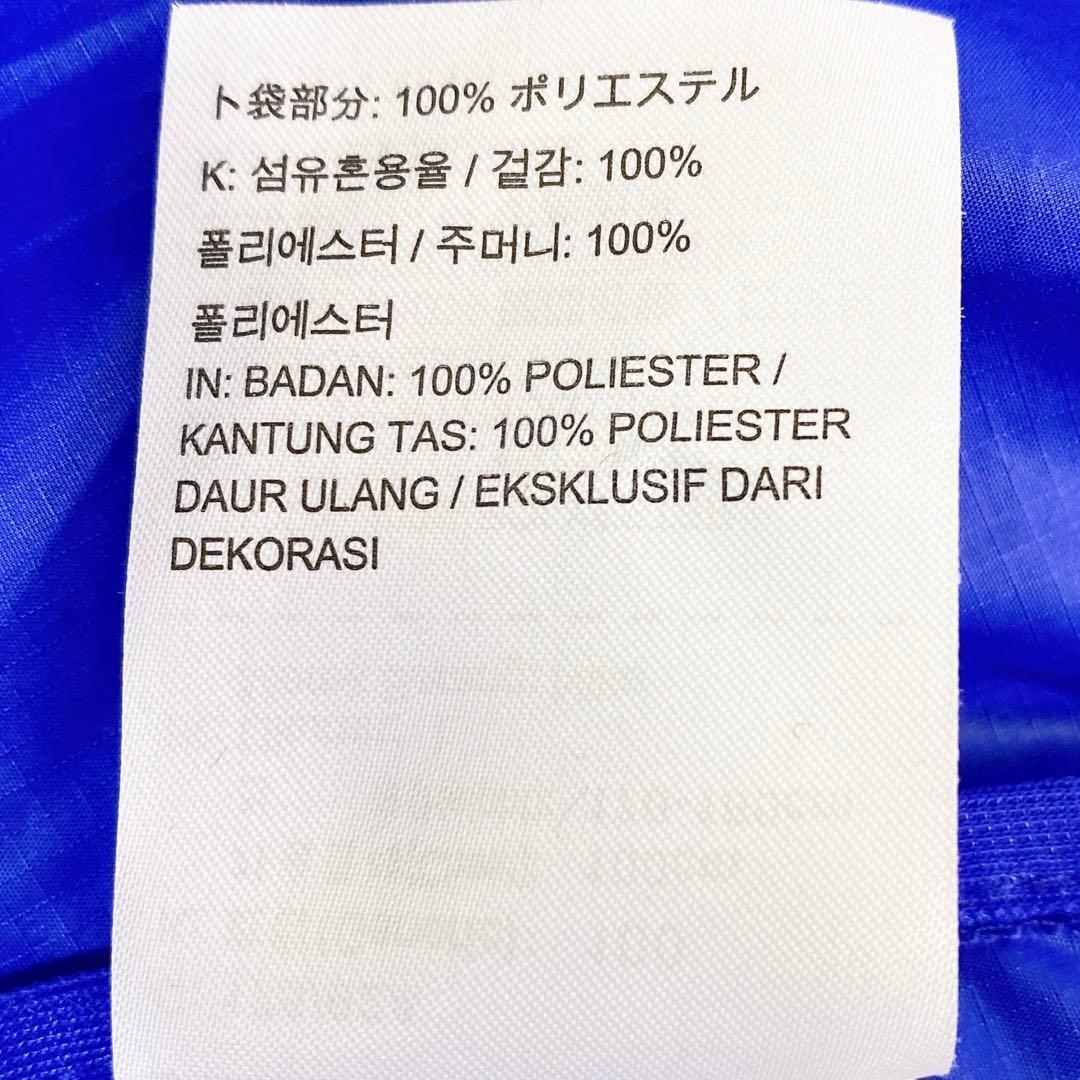 ト袋部分: 100% ポリエステル
K: 섬유혼용율 / 겉감: 100%
폴리에스터 / 주머니: 100%
폴리에스터
IN: BADAN: 100% POLIESTER /
KANTUNG TAS: 100% POLIESTER
DAUR ULANG / EKSKLUSIF DARI
DEKORASI